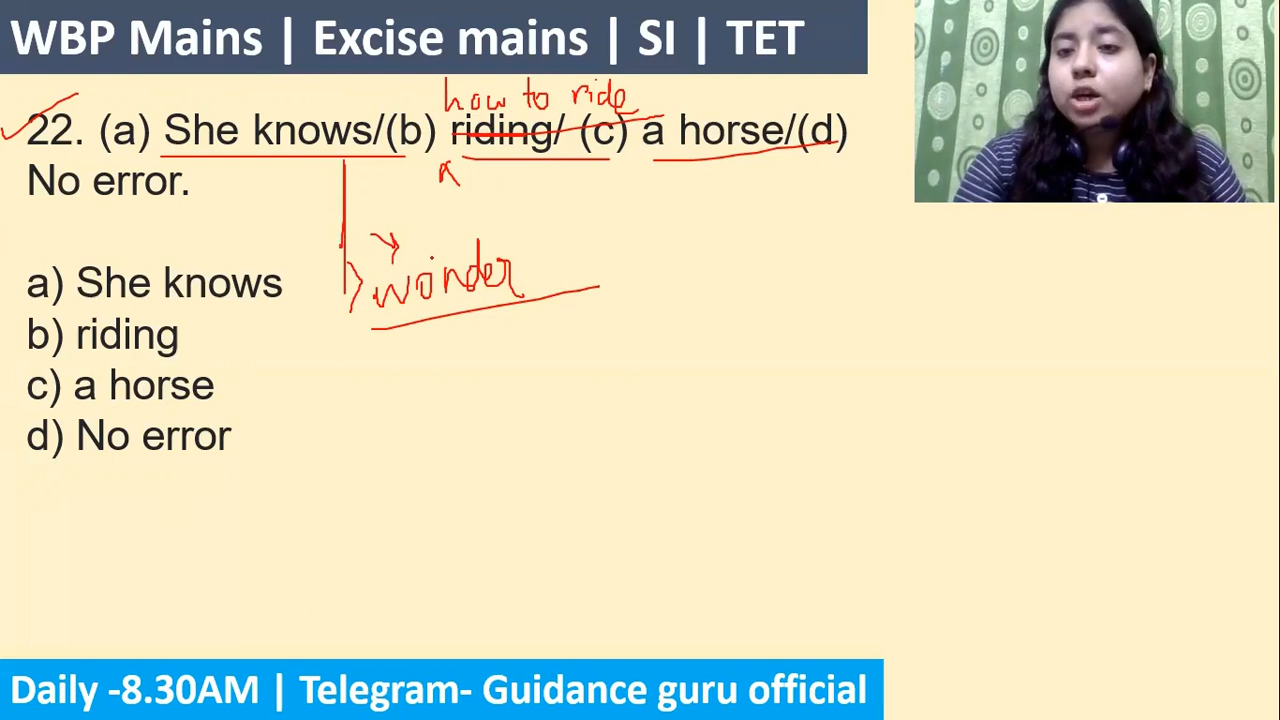 WBP Mains | Excise mains | SI | TET
how to ride
22. (a) She knows/(b) riding/ (c) a horse/(d)
No error.
wonder
a) She knows
b) riding
c) a horse
d) No error
Daily -8.30AM | Telegram- Guidance guru official